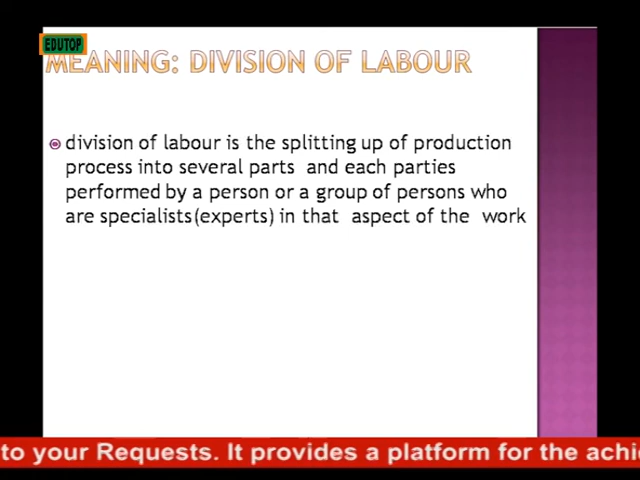 EDUTOP
MEANING: DIVISION OF LABOUR
division of labour is the splitting up of production
process into several parts and each parties
performed by a person or a group of persons who
are specialists(experts) in that aspect of the work
to your Requests. It provides a platform for the